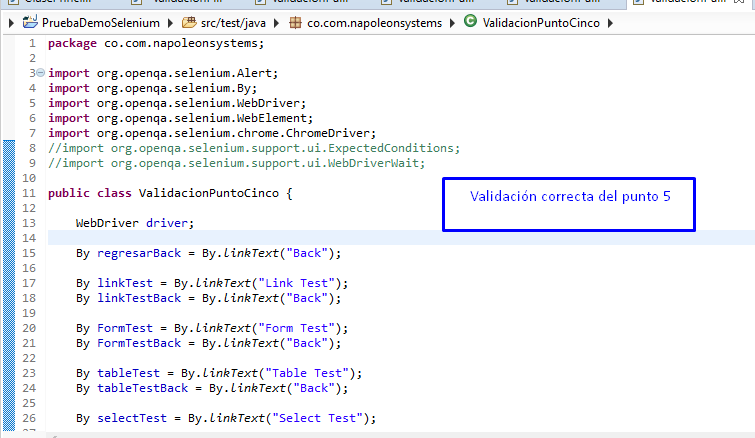 PruebaDemoSelenium src/test/java co.com.napoleonsystems ValidacionPuntoCinco
1 package co.com.napoleonsystems;
2
3 import org.openqa.selenium.Alert;
4 import org.openqa.selenium.By;
5 import org.openqa.selenium.WebDriver;
6 import org.openqa.selenium.WebElement;
7 import org.openqa.selenium.chrome.ChromeDriver;
8 //import org.openqa.selenium.support.ui.ExpectedConditions;
9 //import org.openqa.selenium.support.ui.WebDriverWait;
10
11 public class ValidacionPuntoCinco {
Validación correcta del punto 5
12
13 WebDriver driver;
14
15 By regresarBack = By.linkText("Back");
16
17 By linkTest = By.linkText("Link Test");
18 By linkTestBack = By.linkText("Back");
19
20 By FormTest = By.linkText("Form Test");
21 By FormTestBack = By.linkText("Back");
22
23 By tableTest = By.linkText("Table Test");
24 By tableTestBack = By.linkText("Back");
25
26 By selectTest = By.linkText("Select Test");